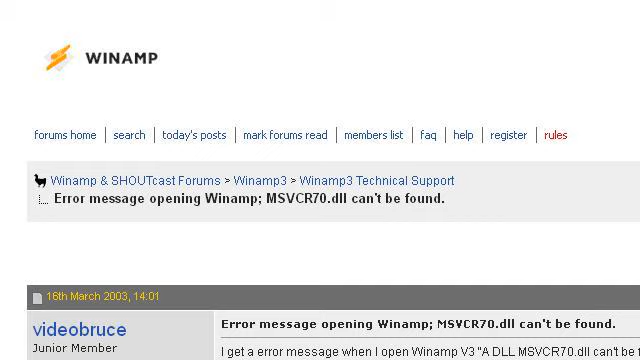 WINAMP
forums home | search | today's posts | mark forums read | members list | faq | help | register | rules
Winamp & SHOUTcast Forums > Winamp3 > Winamp3 Technical Support
Error message opening Winamp; MSVCR70.dll can't be found.
16th March 2003, 14:01
videobruce
Junior Member
Error message opening Winamp; MSVCR70.dll can't be found.
I get a error message when I open Winamp V3 "A DLL MSVCR70.dll can't be